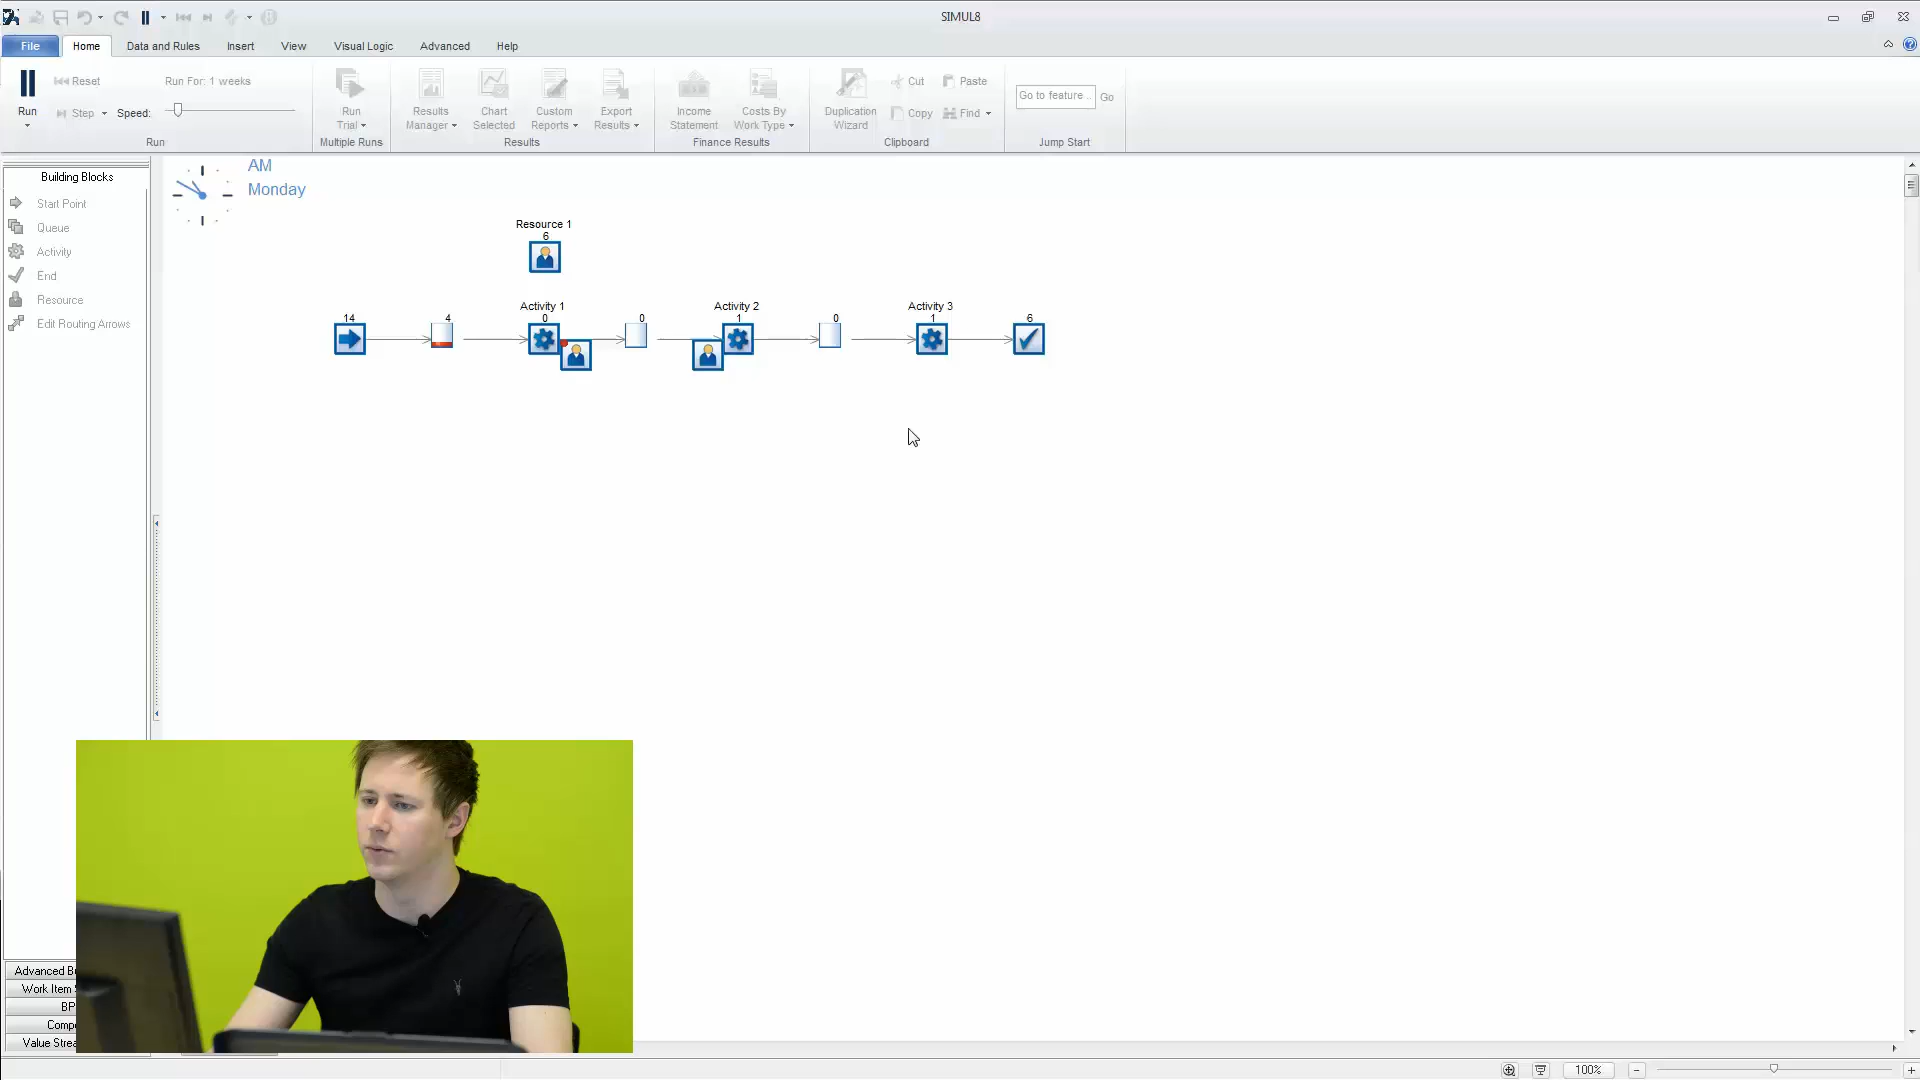 SIMUL8
File Home Data and Rules Insert View Visual Logic Advanced Help
Run
Reset
Step
Run For: 1 weeks
Speed:
Run
Run Trial
Multiple Runs
Results Manager
Chart Selected
Custom Reports
Export Results
Results
Income Statement
Costs By Work Type
Finance Results
Duplication Wizard
Cut
Copy
Paste
Find
Clipboard
Go to feature ..
Go
Jump Start
Building Blocks
Start Point
Queue
Activity
End
Resource
Edit Routing Arrows
AM
Monday
Resource 1
6
Activity 1
Activity 2
Activity 3
14
4
0
0
1
0
1
6
Advanced B
Work Item
BP
Comp
Value Strea
100%